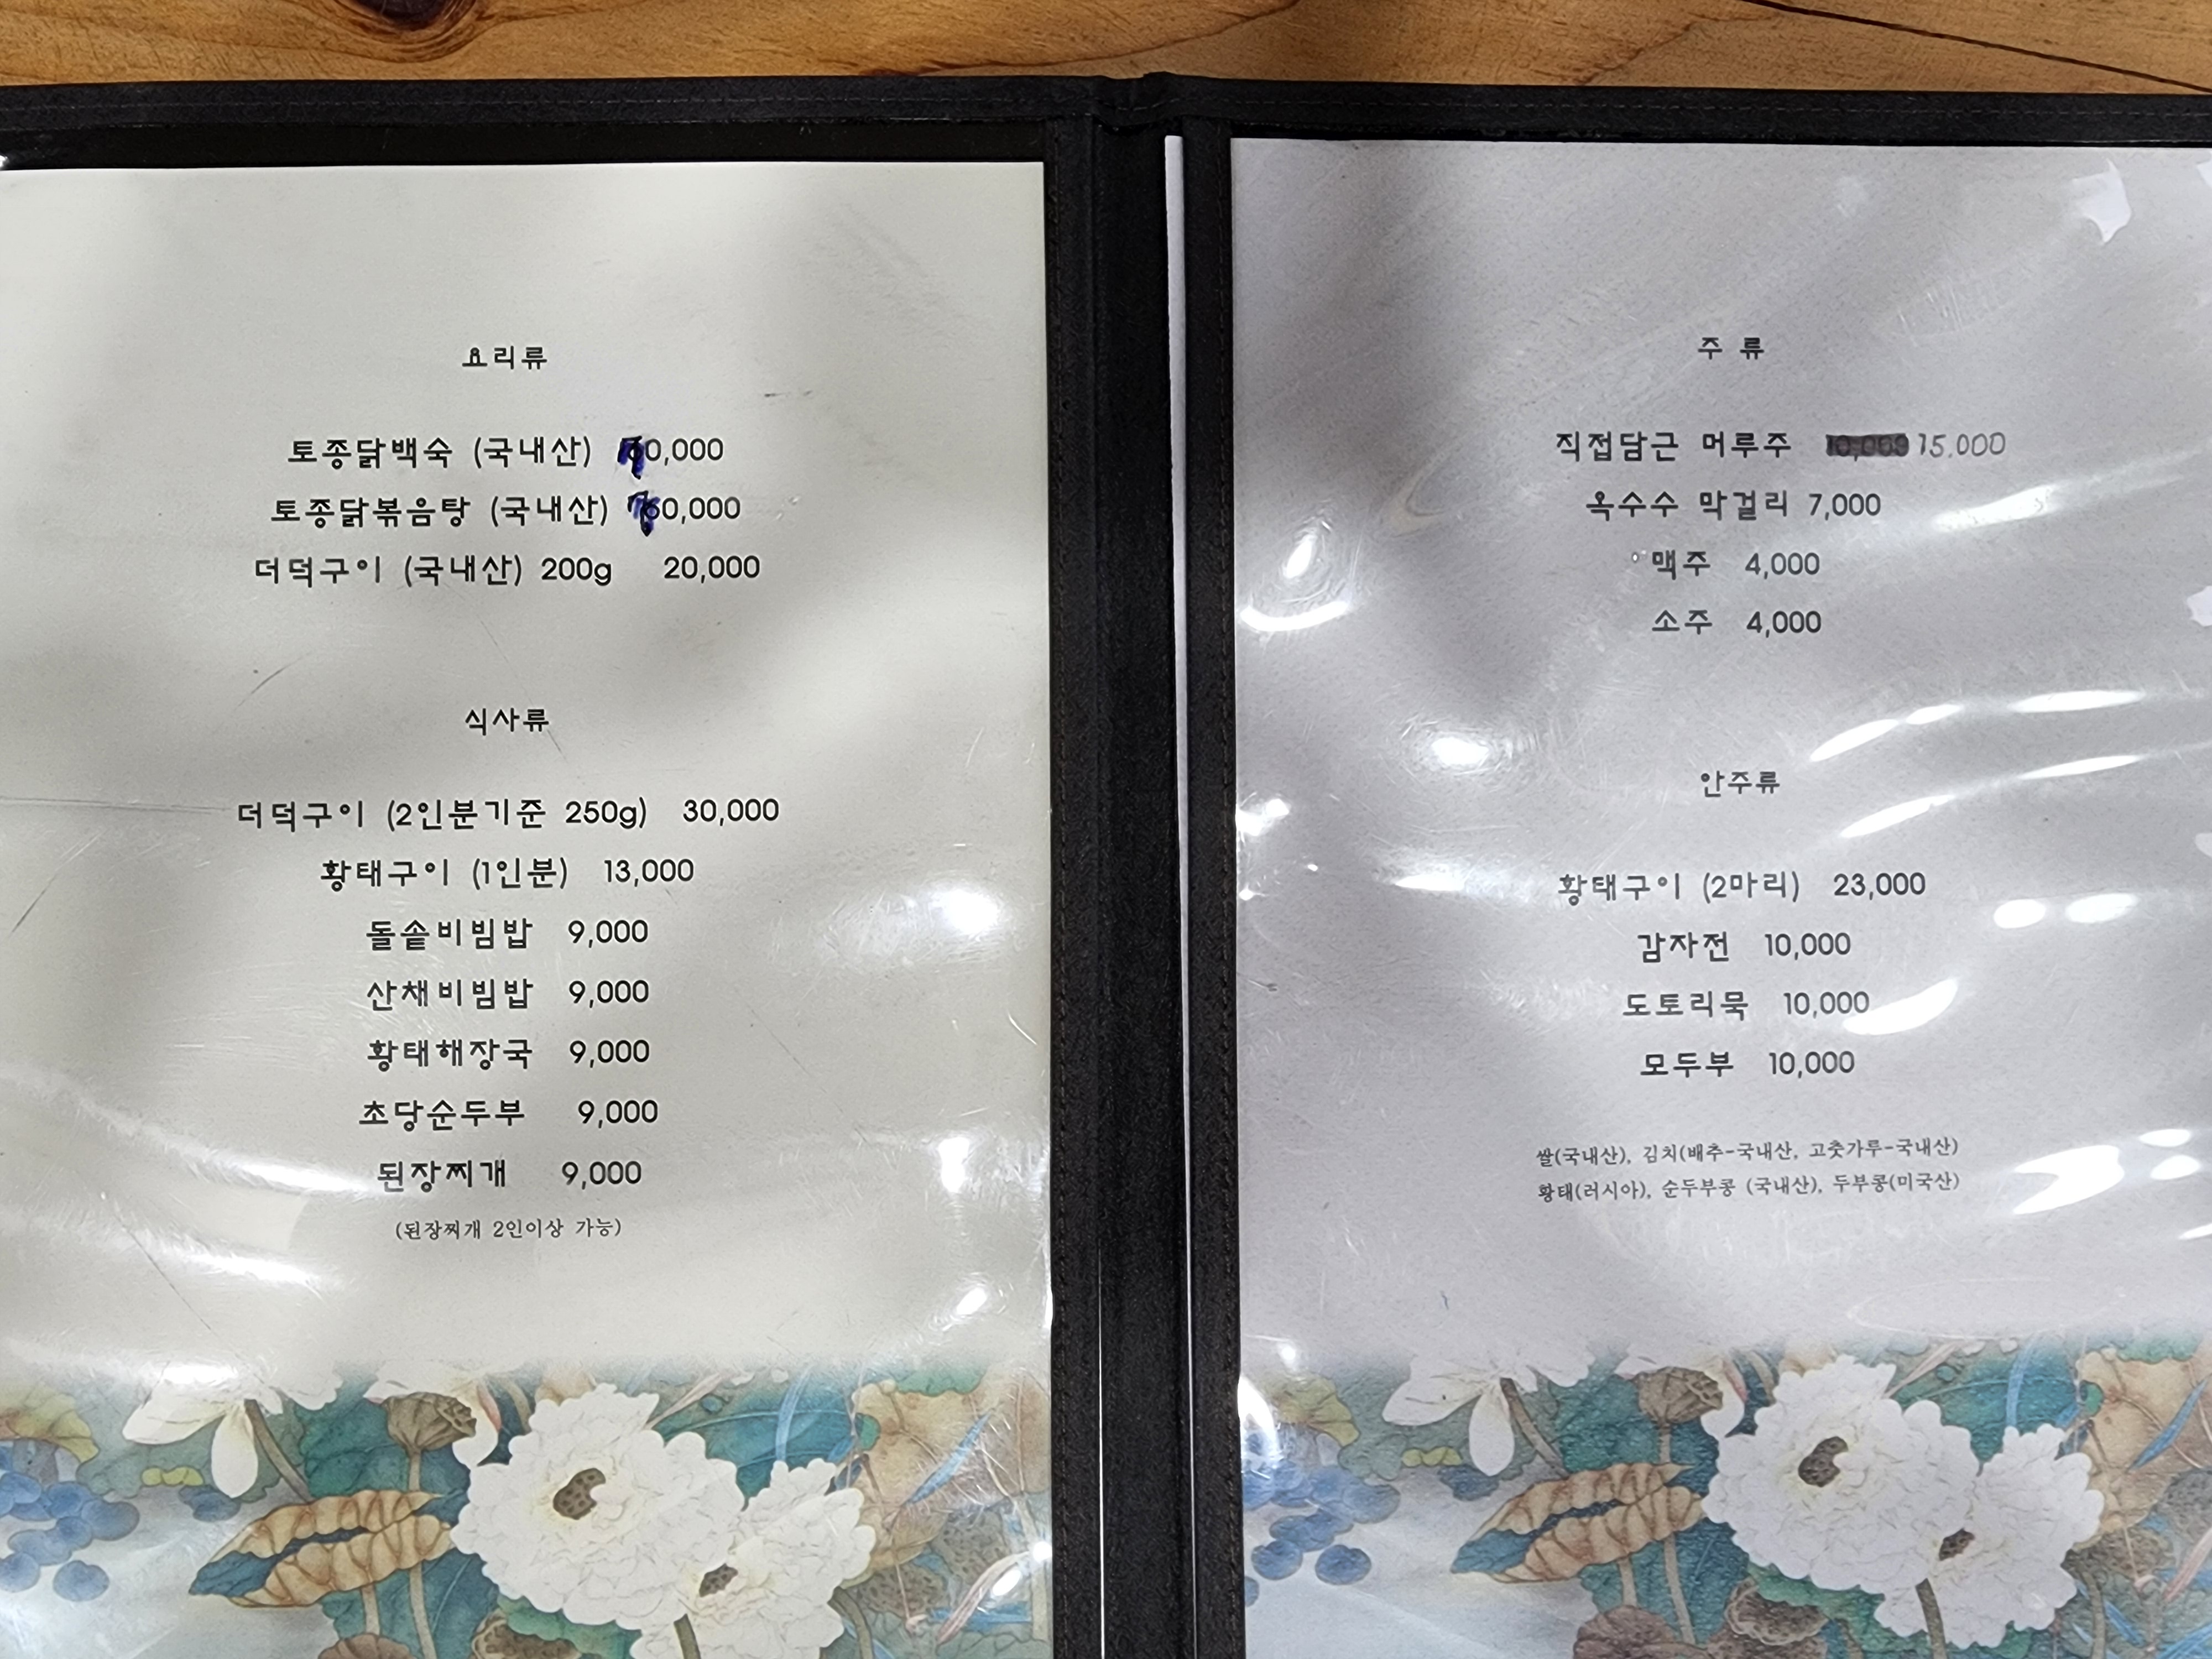 요리류
토종닭백숙 (국내산) 70,000
토종닭볶음탕 (국내산) 70,000
더덕구이 (국내산) 200g 20,000
식사류
더덕구이 (2인분기준 250g) 30,000
황태구이 (1인분) 13,000
돌솥비빔밥 9,000
산채비빔밥 9,000
황태해장국 9,000
초당순두부 9,000
된장찌개 9,000
(된장찌개 2인이상 가능)
주 류
직접담근 머루주 10,000 15.000
옥수수 막걸리 7,000
맥주 4,000
소주 4,000
안주류
황태구이 (2마리) 23,000
감자전 10,000
도토리묵 10,000
모두부 10,000
쌀(국내산), 김치(배추-국내산, 고춧가루-국내산)
황태(러시아), 순두부콩 (국내산), 두부콩(미국산)